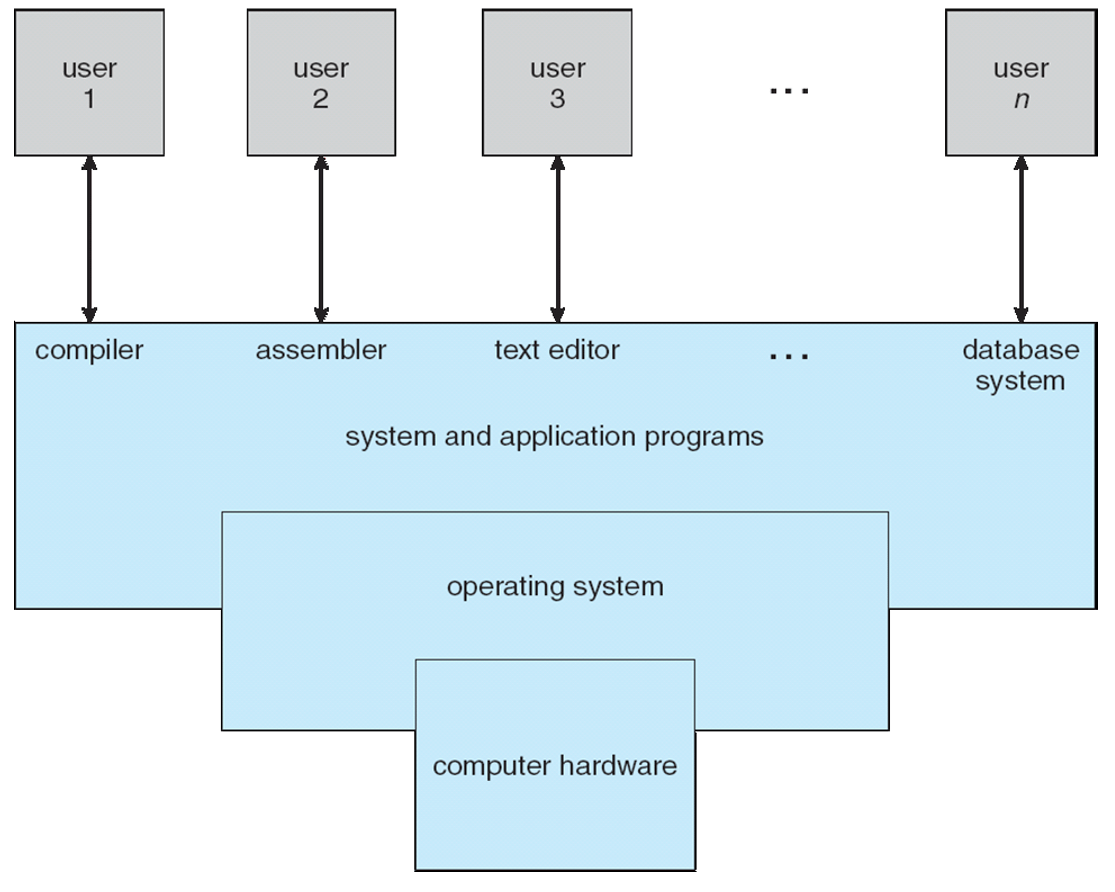 user
1
user
2
user
3
...
user
n
compiler
assembler
text editor
...
database
system
system and application programs
operating system
computer hardware